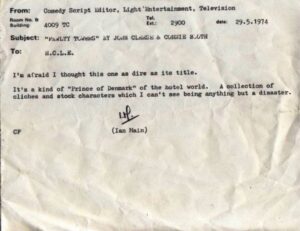 From: Comedy Script Editor, Light Entertainment, Television
Room No. & Building: 4009 TC Tel. Ext.: 2900 date: 29.5.1974
Subject: "FAWLTY TOWERS" BY JOHN CLEESE & CONNIE BOOTH
To: H.C.L.E.
I'm afraid I thought this one as dire as its title.
It's a kind of "Prince of Denmark" of the hotel world. A collection of
cliches and stock characters which I can't see being anything but a disaster.
CF (Ian Main)